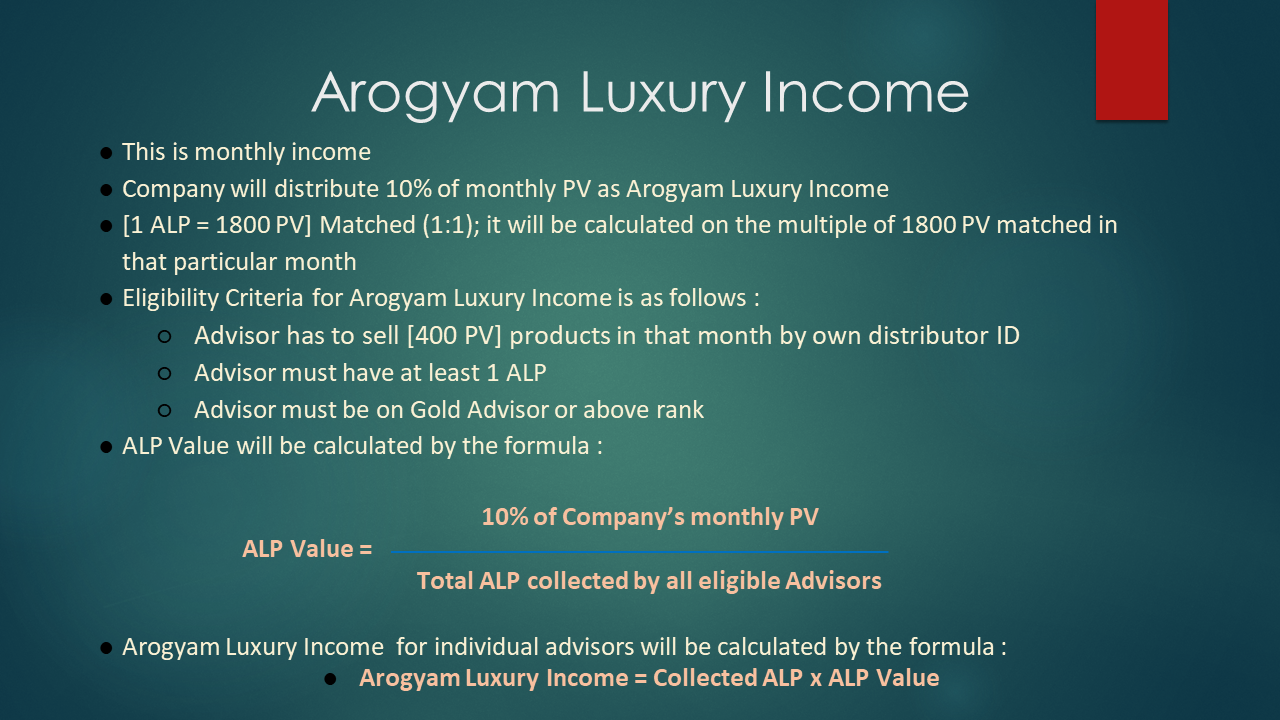 Arogyam Luxury Income
● This is monthly income
● Company will distribute 10% of monthly PV as Arogyam Luxury Income
● [1 ALP = 1800 PV] Matched (1:1); it will be calculated on the multiple of 1800 PV matched in
that particular month
● Eligibility Criteria for Arogyam Luxury Income is as follows :
○ Advisor has to sell [400 PV] products in that month by own distributor ID
○ Advisor must have at least 1 ALP
○ Advisor must be on Gold Advisor or above rank
● ALP Value will be calculated by the formula :
10% of Company’s monthly PV
ALP Value =
Total ALP collected by all eligible Advisors
● Arogyam Luxury Income for individual advisors will be calculated by the formula :
● Arogyam Luxury Income = Collected ALP x ALP Value